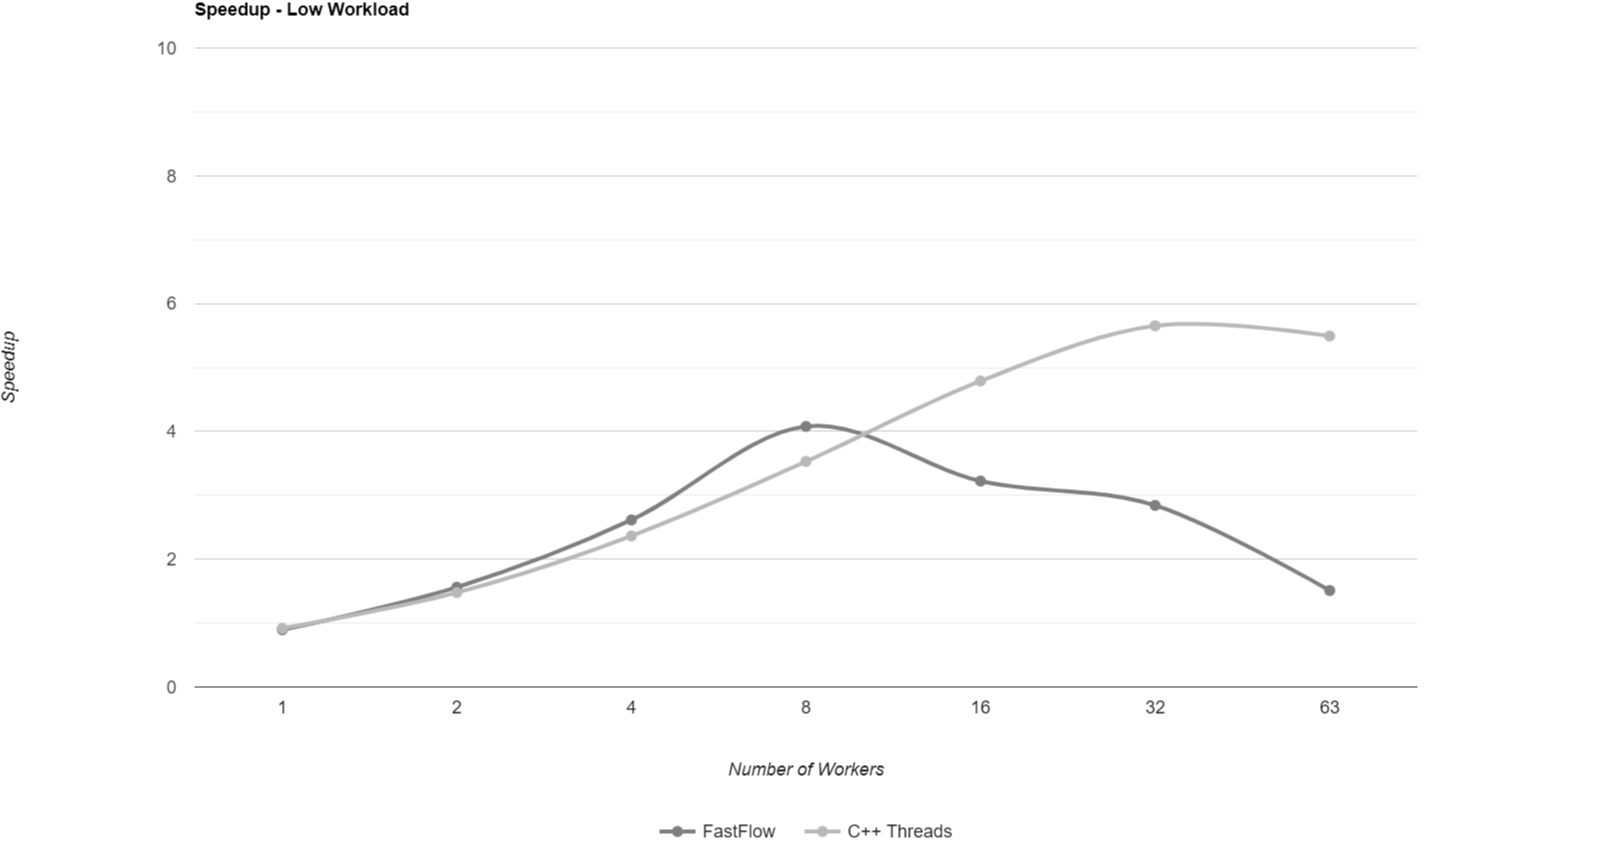 Speedup - Low Workload
10
8
6
4
2
0
Speedup
1 2 4 8 16 32 63
Number of Workers
FastFlow C++ Threads